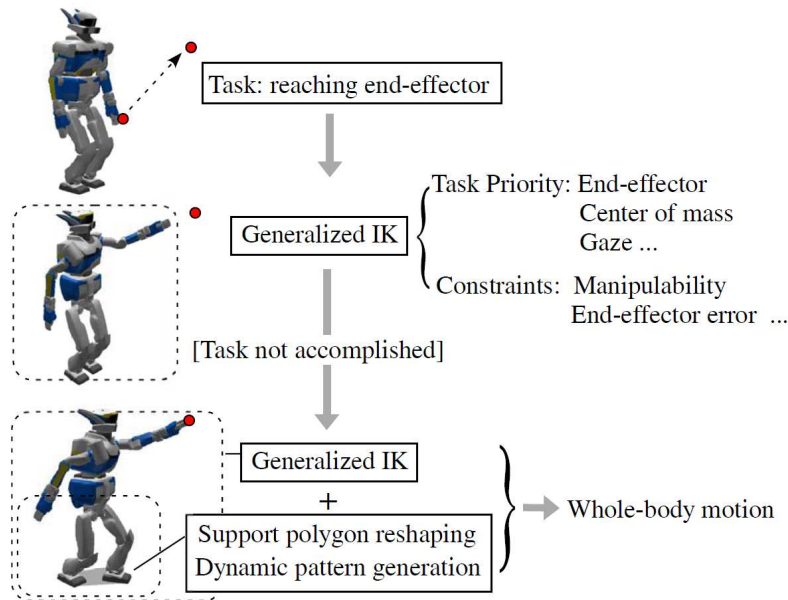 Task: reaching end-effector
Generalized IK
Task Priority: End-effector
Center of mass
Gaze ...
Constraints: Manipulability
End-effector error ...
[Task not accomplished]
Generalized IK
+
Support polygon reshaping
Dynamic pattern generation
Whole-body motion